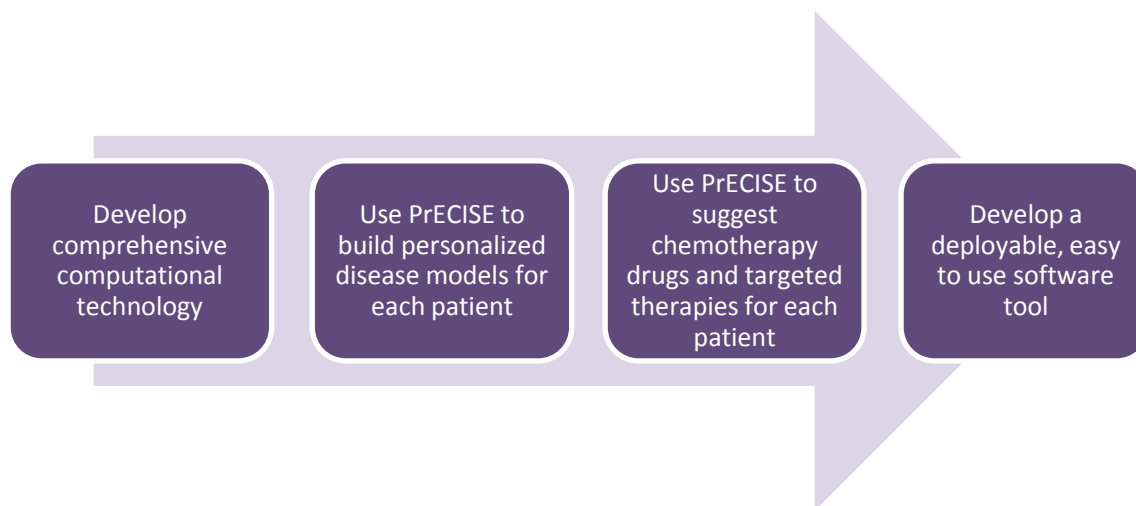 Develop
comprehensive
computational
technology
Use PrECISE to
build personalized
disease models for
each patient
Use PrECISE to
suggest
chemotherapy
drugs and targeted
therapies for each
patient
Develop a
deployable, easy
to use software
tool